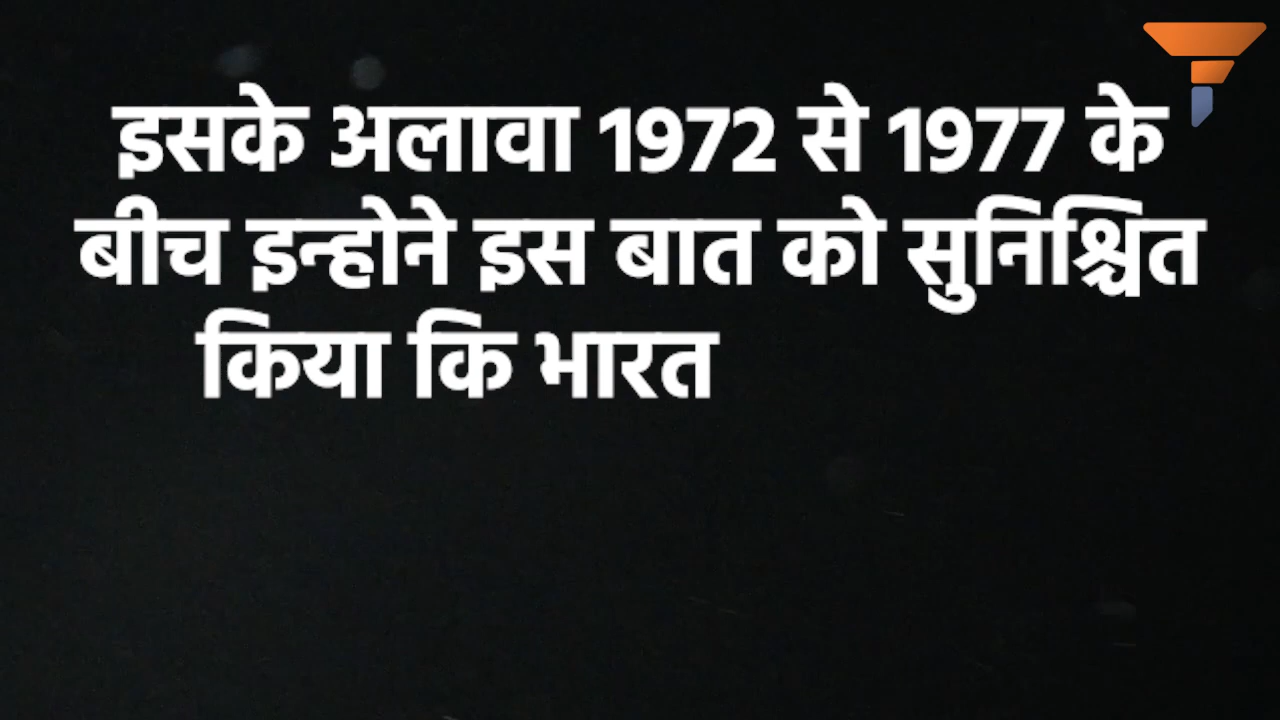 इसके अलावा 1972 से 1977 के
बीच इन्होने इस बात को सुनिश्चित
किया कि भारत